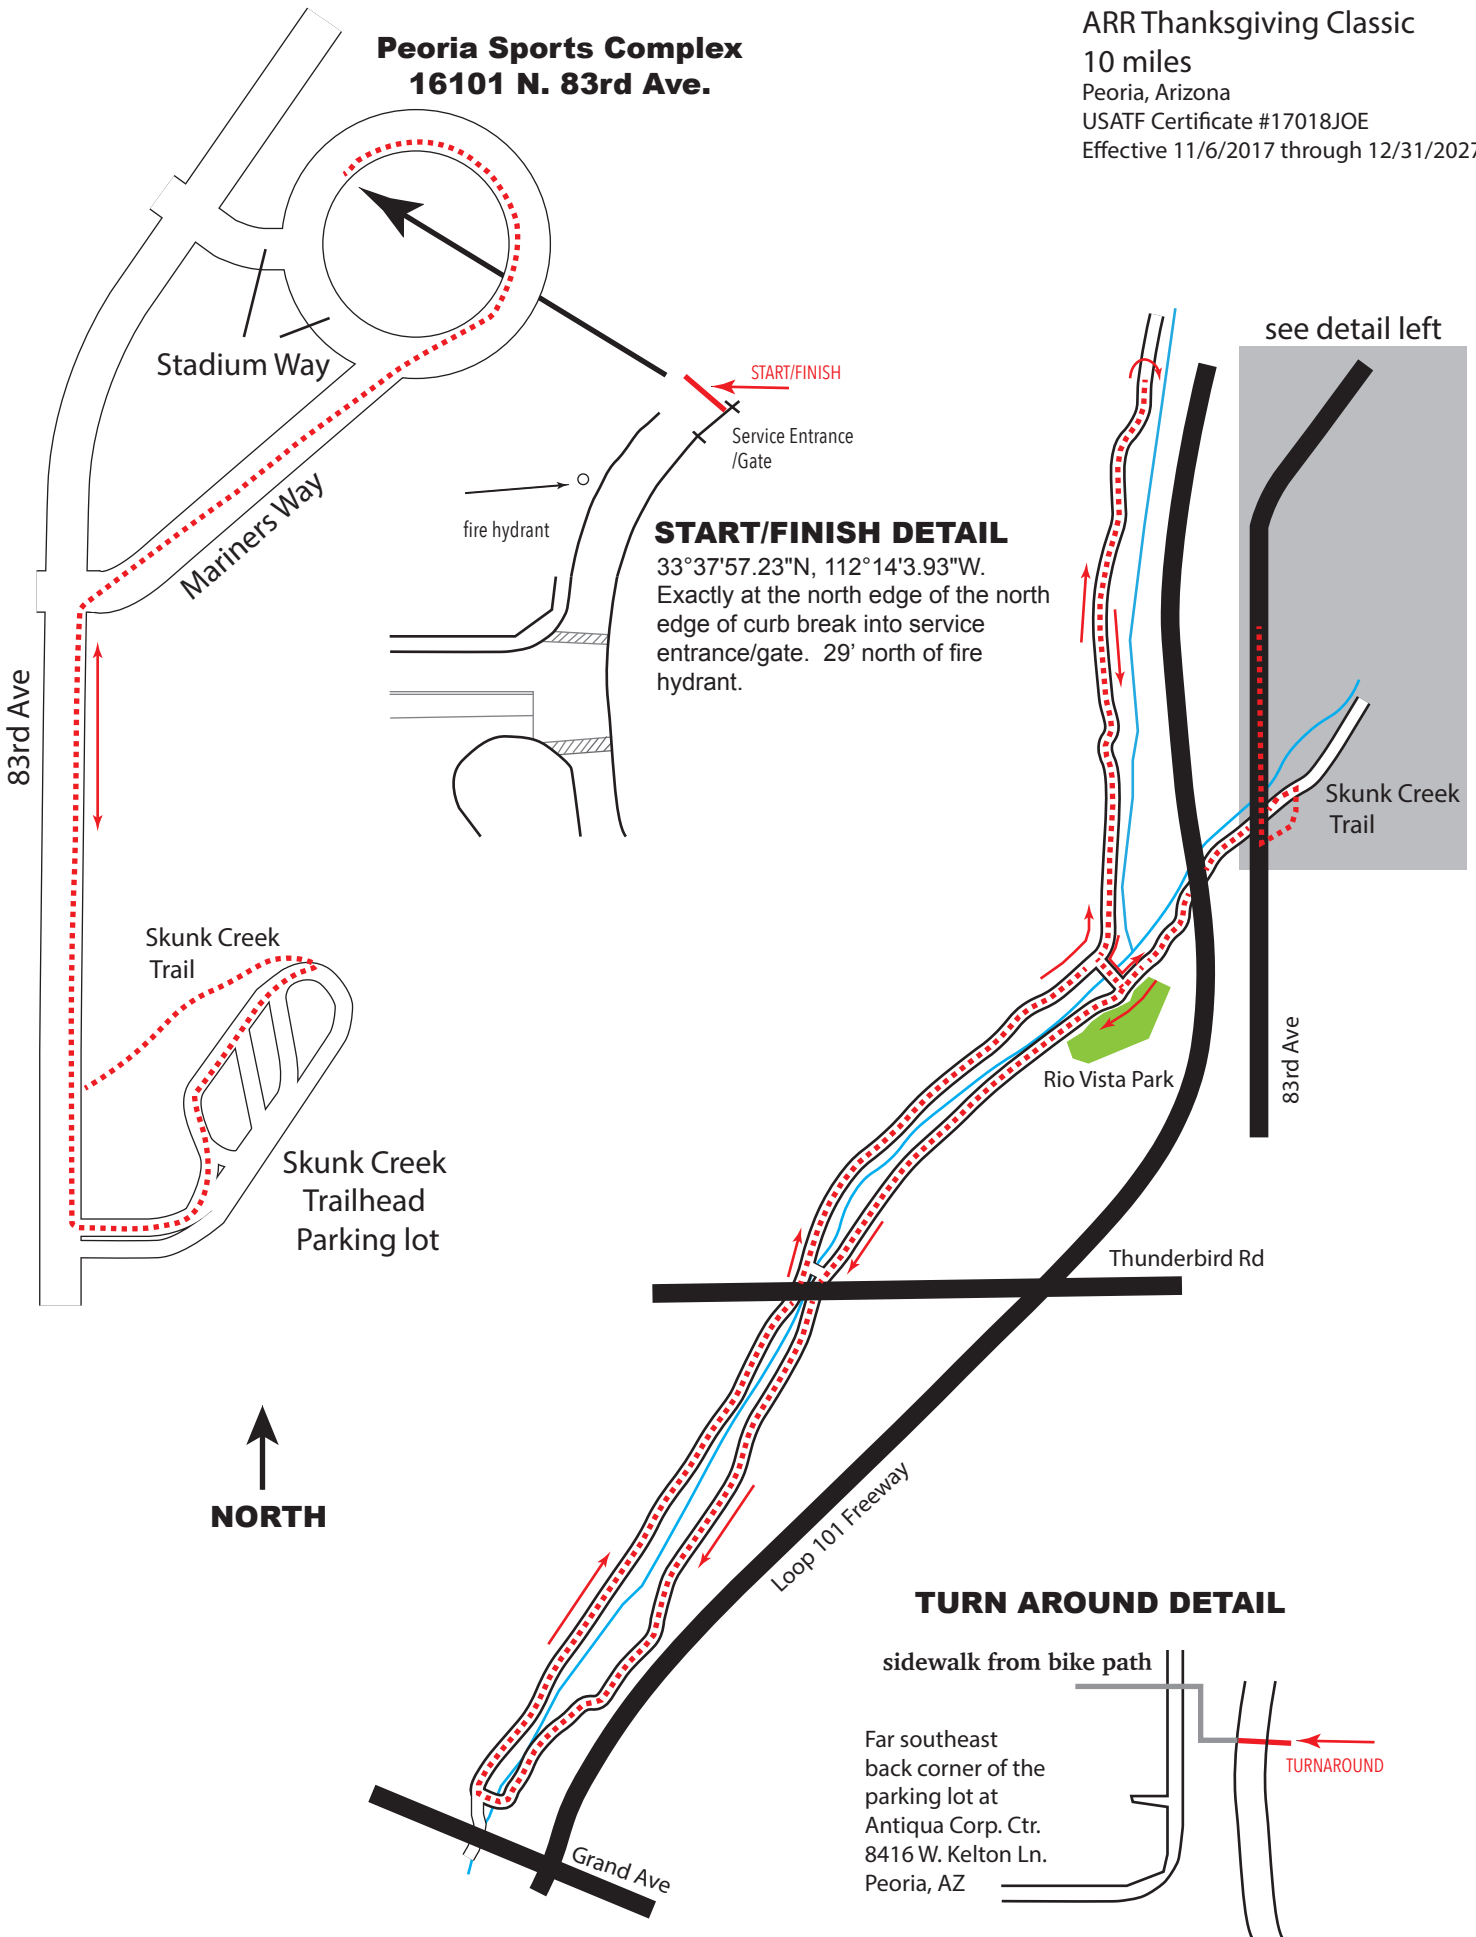 Peoria Sports Complex
16101 N. 83rd Ave.
ARR Thanksgiving Classic
10 miles
Peoria, Arizona
USATF Certificate #17018JOE
Effective 11/6/2017 through 12/31/2027
Stadium Way
Mariners Way
83rd Ave
START/FINISH
Service Entrance
/Gate
fire hydrant
START/FINISH DETAIL
33°37'57.23"N, 112°14'3.93"W.
Exactly at the north edge of the north
edge of curb break into service
entrance/gate.  29' north of fire
hydrant.
see detail left
Skunk Creek
Trail
83rd Ave
Rio Vista Park
Skunk Creek
Trail
Skunk Creek
Trailhead
Parking lot
Thunderbird Rd
NORTH
Loop 101 Freeway
Grand Ave
TURN AROUND DETAIL
sidewalk from bike path
Far southeast
back corner of the
parking lot at
Antiqua Corp. Ctr.
8416 W. Kelton Ln.
Peoria, AZ
TURNAROUND